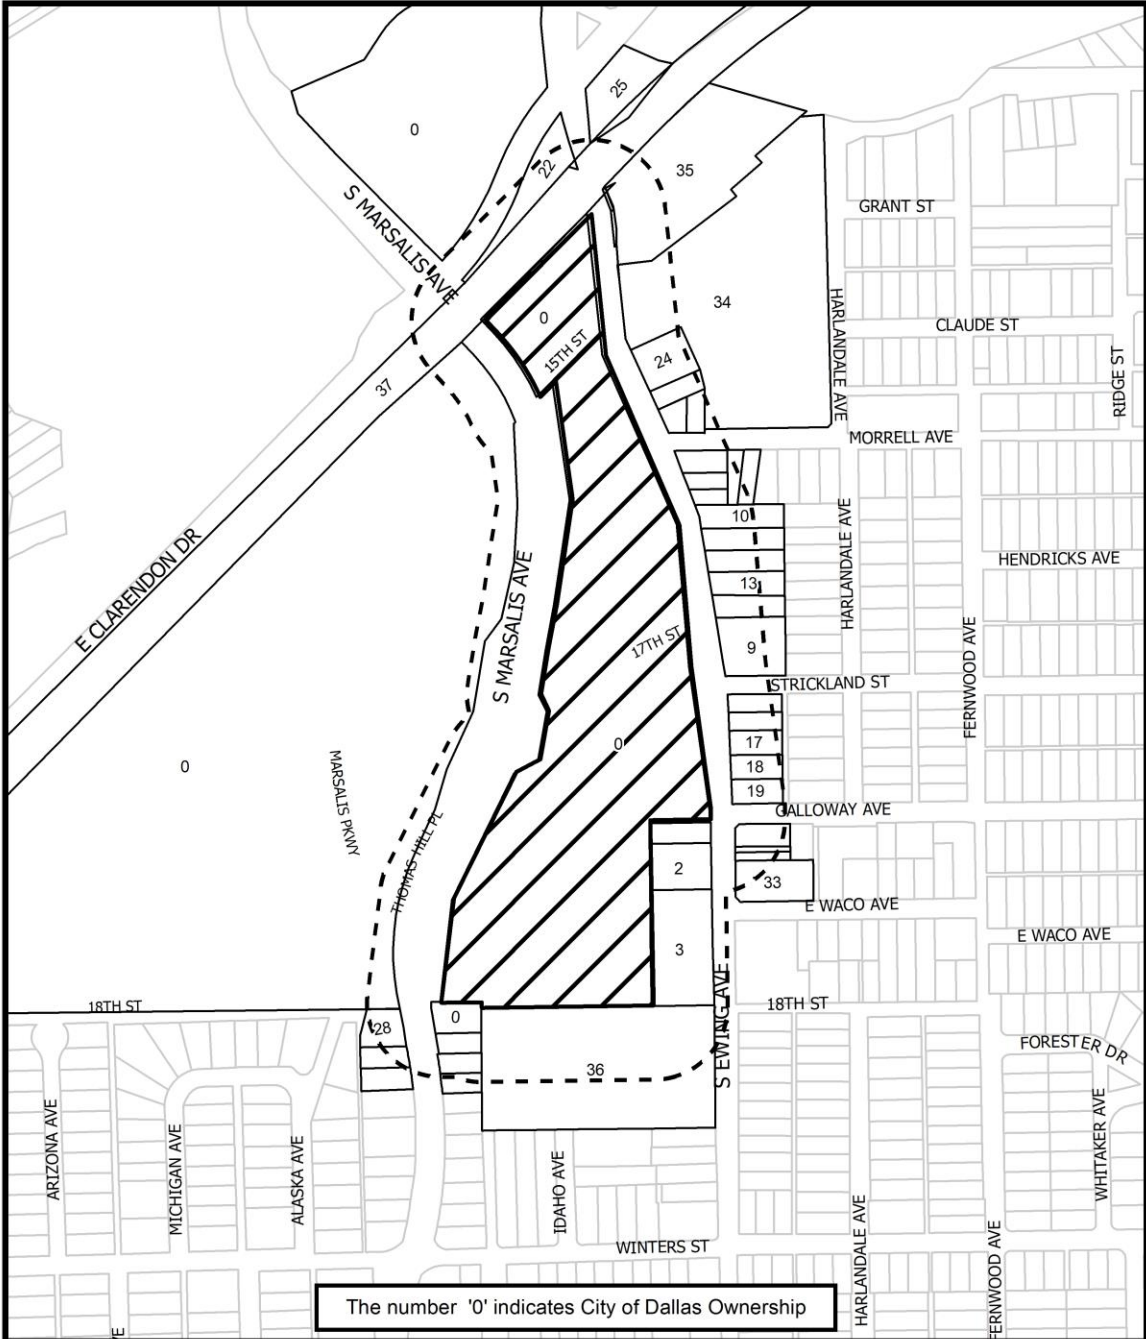 25
0
22
35
GRANT ST
S MARSALIS AVE
34
HARLANDALE AVE
0
CLAUDE ST
15TH ST
24
RIDGE ST
37
MORRELL AVE
10
HARLANDALE AVE
E CLARENDON DR
HENDRICKS AVE
13
S MARSALIS AVE
17TH ST
9
FERNWOOD AVE
STRICKLAND ST
0
17
0
18
19
MARSALIS PKWY
GALLOWAY AVE
THOMAS HILL PL
2
33
E WACO AVE
E WACO AVE
3
18TH ST
18TH ST
0
28
S EWING AVE
FORESTER DR
36
ARIZONA AVE
MICHIGAN AVE
ALASKA AVE
IDAHO AVE
WHITAKER AVE
WINTERS ST
HARLANDALE AVE
FERNWOOD AVE
The number '0' indicates City of Dallas Ownership